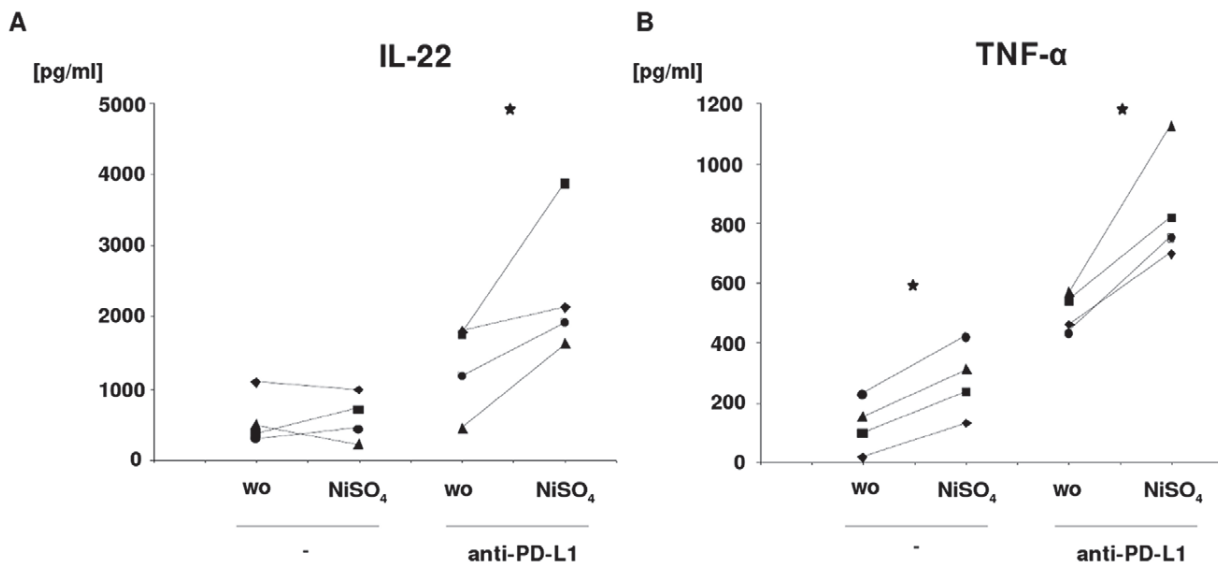 A
IL-22
[pg/ml]
5000
4000
3000
2000
1000
0
wo NiSO₄ wo NiSO₄
- anti-PD-L1
B
TNF-α
[pg/ml]
1200
1000
800
600
400
200
0
wo NiSO₄ wo NiSO₄
- anti-PD-L1